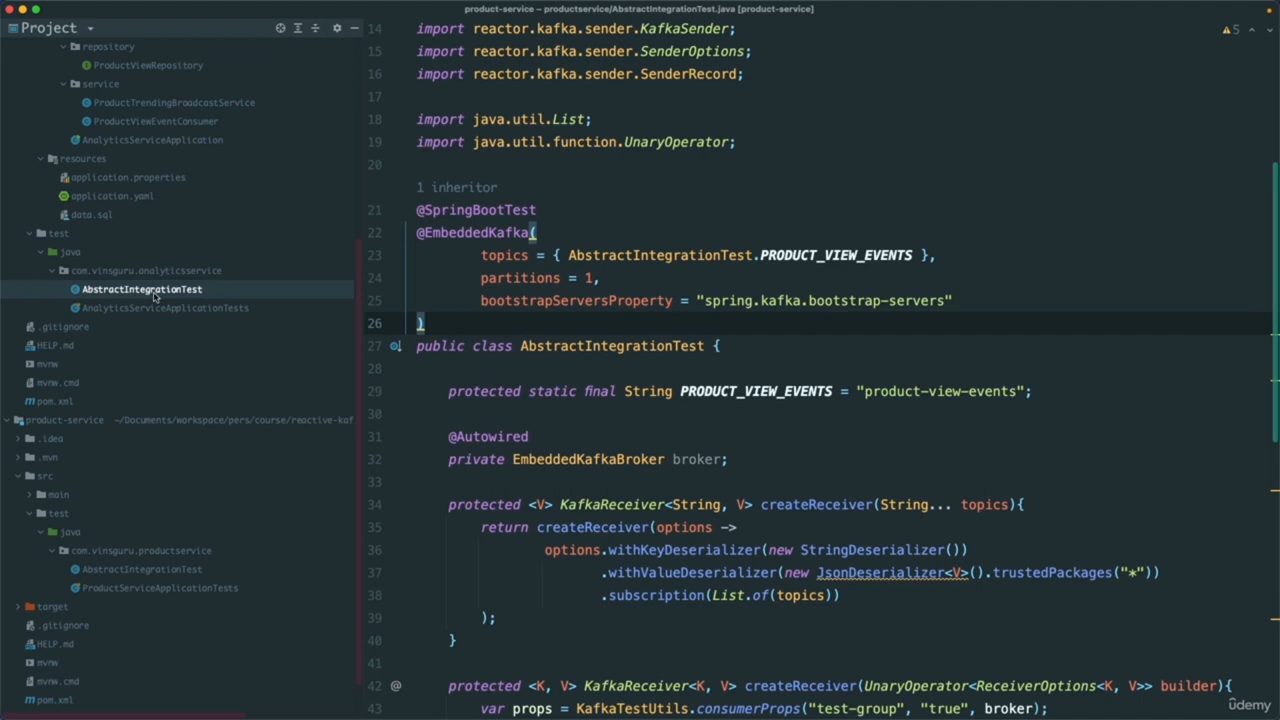 product-service – productservice/AbstractIntegrationTest.java [product-service]
Project
repository
ProductViewRepository
service
ProductTrendingBroadcastService
ProductViewEventConsumer
AnalyticsServiceApplication
resources
application.properties
application.yaml
data.sql
test
java
com.vinsguru.analyticsservice
AbstractIntegrationTest
AnalyticsServiceApplicationTests
.gitignore
HELP.md
mvnw
mvnw.cmd
pom.xml
product-service ~/Documents/workspace/pers/course/reactive-kaf
.idea
.mvn
src
main
test
java
com.vinsguru.productservice
AbstractIntegrationTest
ProductServiceApplicationTests
target
.gitignore
HELP.md
mvnw
mvnw.cmd
pom.xml
5
14 import reactor.kafka.sender.KafkaSender;
15 import reactor.kafka.sender.SenderOptions;
16 import reactor.kafka.sender.SenderRecord;
17
18 import java.util.List;
19 import java.util.function.UnaryOperator;
20
1 inheritor
21 @SpringBootTest
22 @EmbeddedKafka(
23 topics = { AbstractIntegrationTest.PRODUCT_VIEW_EVENTS },
24 partitions = 1,
25 bootstrapServersProperty = "spring.kafka.bootstrap-servers"
26 )
27 public class AbstractIntegrationTest {
28
29 protected static final String PRODUCT_VIEW_EVENTS = "product-view-events";
30
31 @Autowired
32 private EmbeddedKafkaBroker broker;
33
34 protected <V> KafkaReceiver<String, V> createReceiver(String... topics){
35 return createReceiver(options ->
36 options.withKeyDeserializer(new StringDeserializer())
37 .withValueDeserializer(new JsonDeserializer<V>().trustedPackages("*"))
38 .subscription(List.of(topics))
39 );
40 }
41
42 @ protected <K, V> KafkaReceiver<K, V> createReceiver(UnaryOperator<ReceiverOptions<K, V>> builder){
43 var props = KafkaTestUtils.consumerProps("test-group", "true", broker);
ûdemy